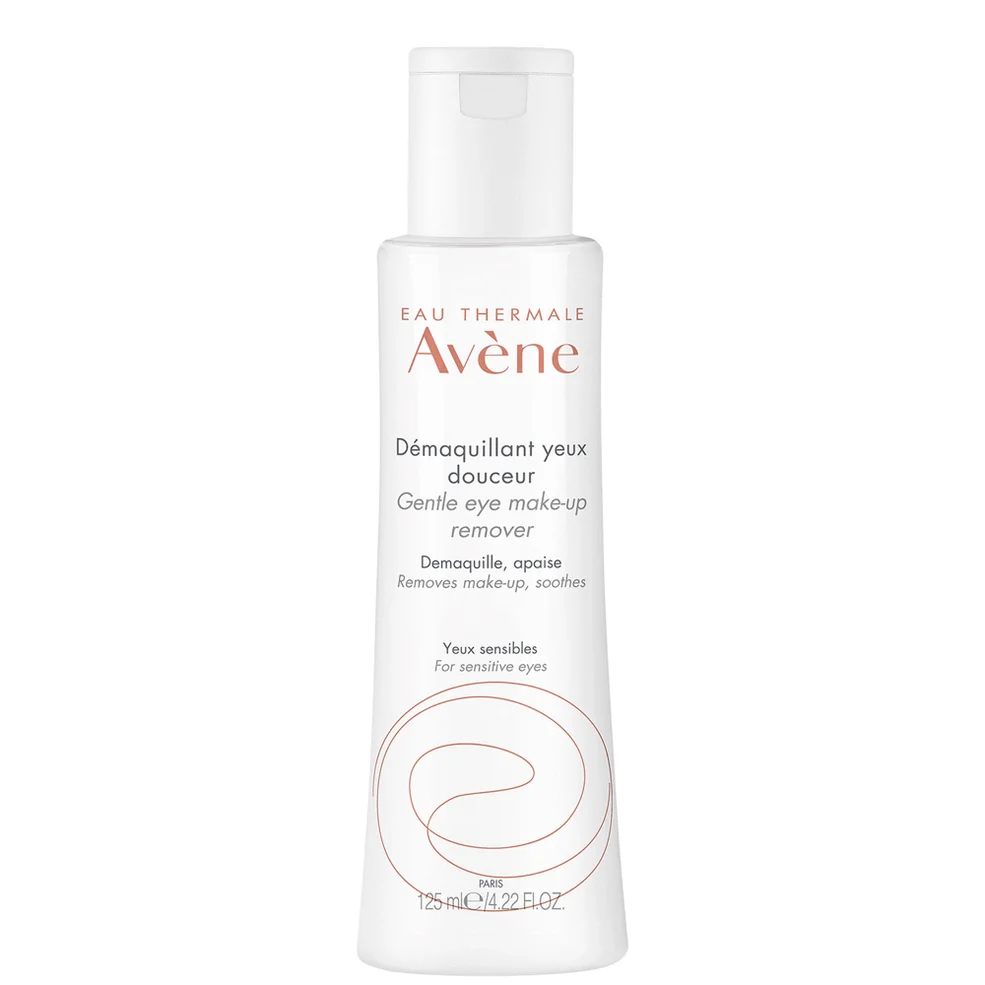 EAU THERMALE
Avène
Démaquillant yeux
douceur
Gentle eye make-up
remover
Demaquille, apaise
Removes make-up, soothes
Yeux sensibles
For sensitive eyes
PARIS
125 ml℮/4.22 Fl.OZ.